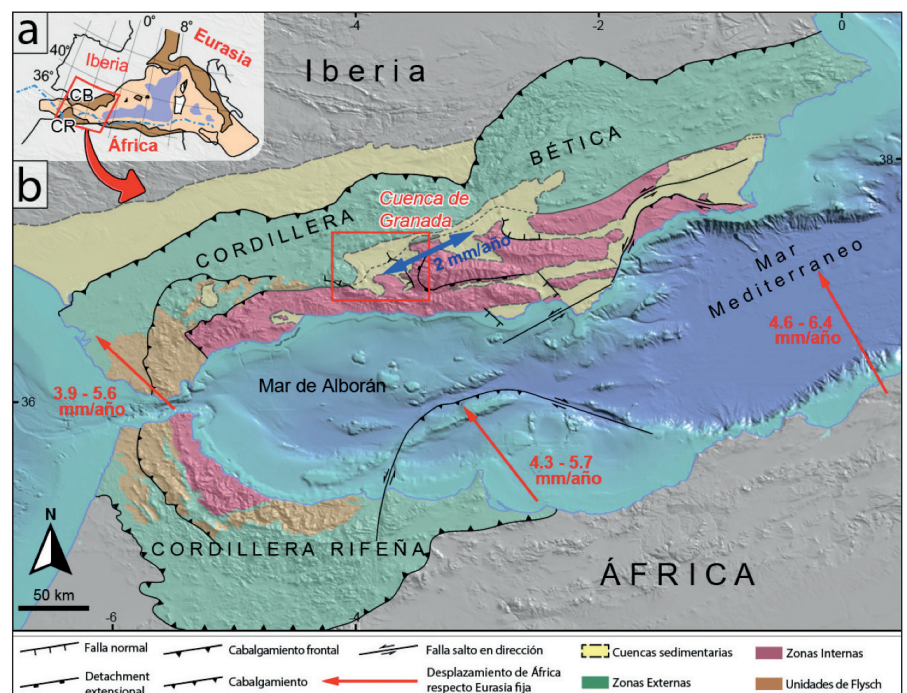 a
0°
8°
40°
36°
Iberia
Eurasia
CB
CR
África
b
-2
0
Iberia
BÉTICA
38
CORDILLERA
Cuenca de
Granada
2 mm/año
Mar
Mediterraneo
4.6 - 6.4
mm/año
3.9 - 5.6
mm/año
Mar de Alborán
36
4.3 - 5.7
mm/año
CORDILLERA RIFEÑA
ÁFRICA
N
50 km
-6
-4
Falla normal
Cabalgamiento frontal
Falla salto en dirección
Cuencas sedimentarias
Zonas Internas
Detachment
extensional
Cabalgamiento
Desplazamiento de África
respecto Eurasia fija
Zonas Externas
Unidades de Flysch